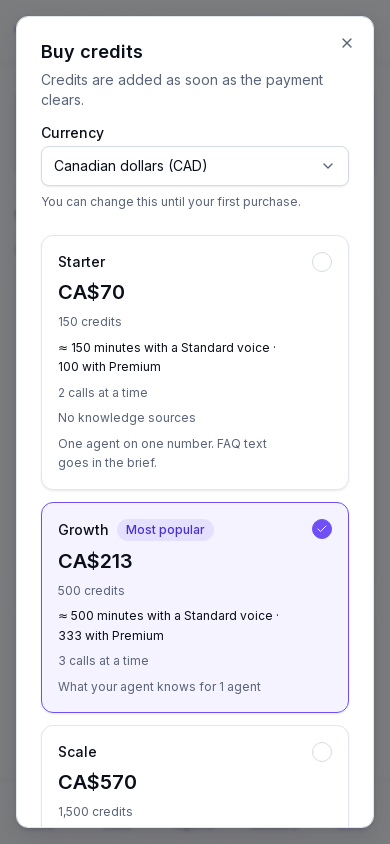 Buy credits
Credits are added as soon as the payment
clears.
Currency
Canadian dollars (CAD)
You can change this until your first purchase.
Starter
CA$70
150 credits
≈ 150 minutes with a Standard voice ·
100 with Premium
2 calls at a time
No knowledge sources
One agent on one number. FAQ text
goes in the brief.
Growth Most popular
CA$213
500 credits
≈ 500 minutes with a Standard voice ·
333 with Premium
3 calls at a time
What your agent knows for 1 agent
Scale
CA$570
1,500 credits